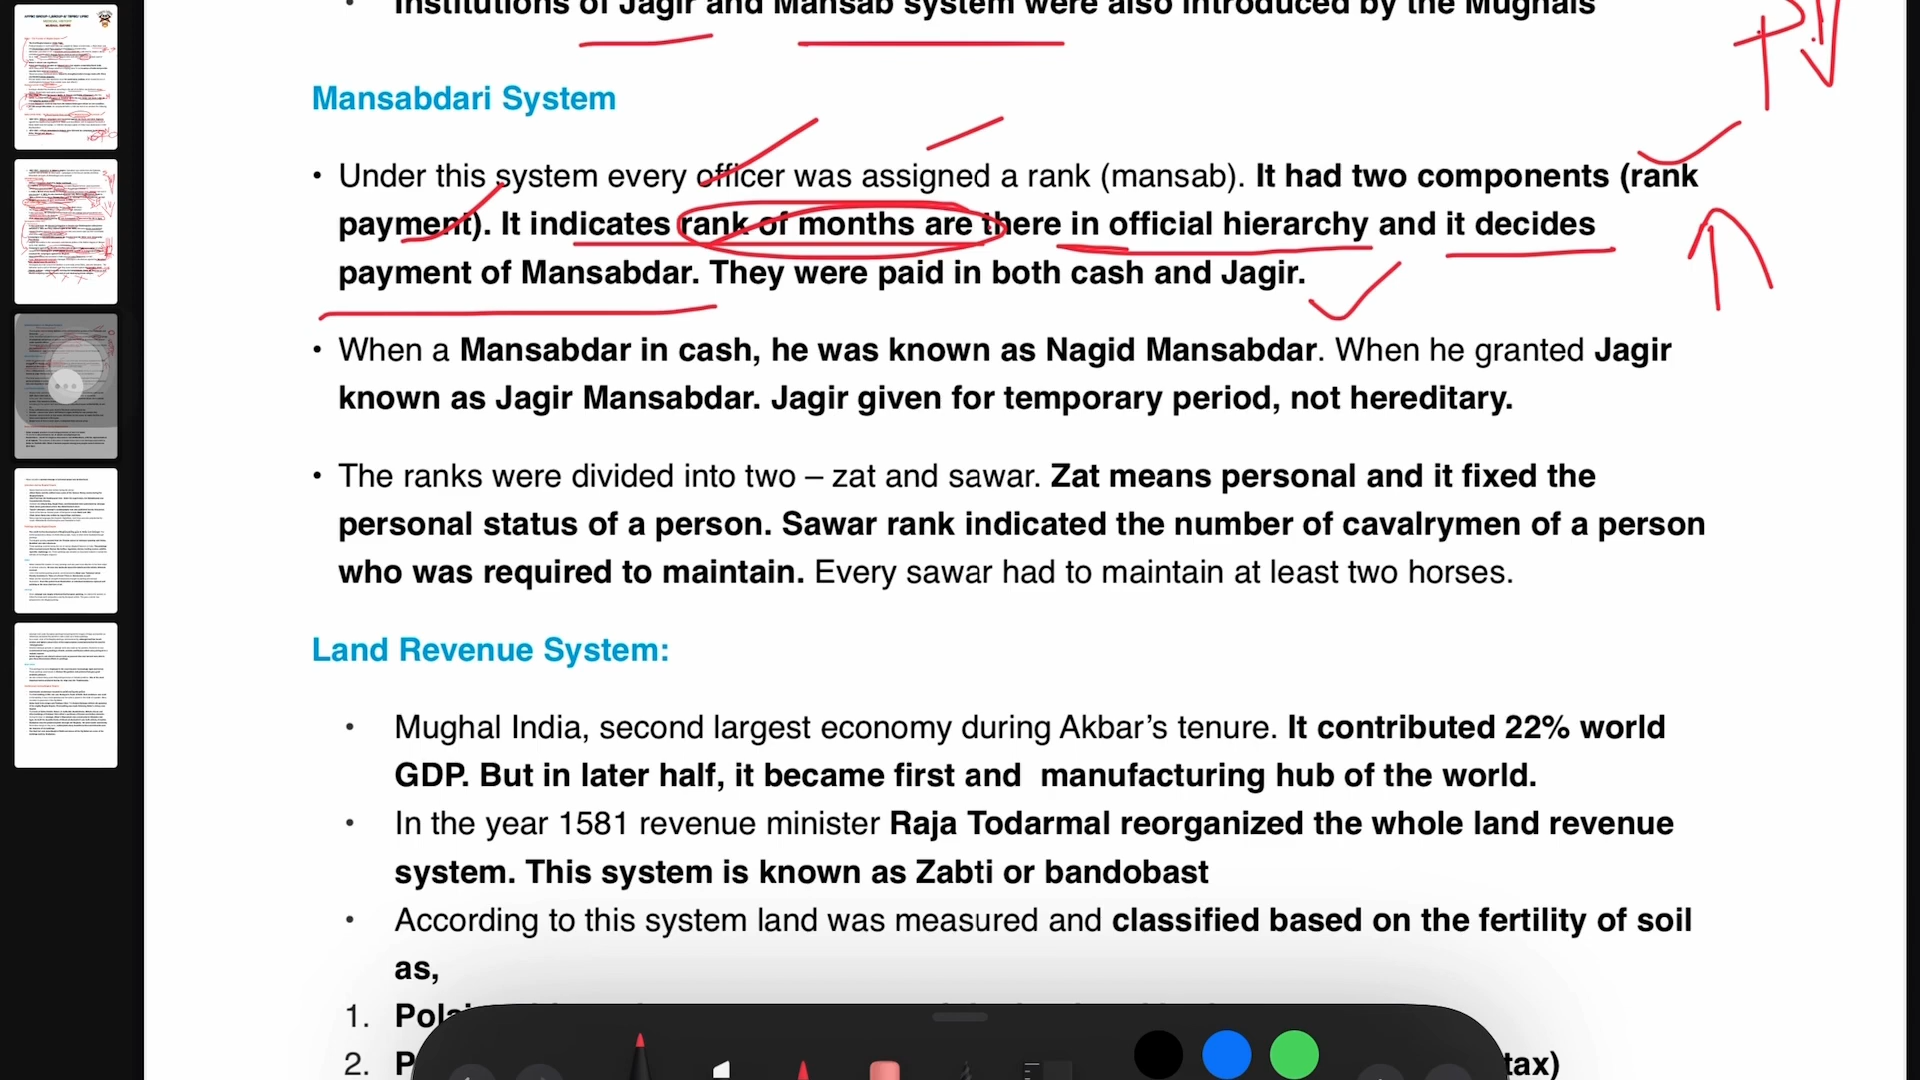 Institutions of Jagir and Mansab system were also introduced by the Mughals
Mansabdari System
• Under this system every officer was assigned a rank (mansab). It had two components (rank
payment). It indicates rank of months are there in official hierarchy and it decides
payment of Mansabdar. They were paid in both cash and Jagir.
• When a Mansabdar in cash, he was known as Nagid Mansabdar. When he granted Jagir
known as Jagir Mansabdar. Jagir given for temporary period, not hereditary.
• The ranks were divided into two – zat and sawar. Zat means personal and it fixed the
personal status of a person. Sawar rank indicated the number of cavalrymen of a person
who was required to maintain. Every sawar had to maintain at least two horses.
Land Revenue System:
• Mughal India, second largest economy during Akbar’s tenure. It contributed 22% world
GDP. But in later half, it became first and manufacturing hub of the world.
• In the year 1581 revenue minister Raja Todarmal reorganized the whole land revenue
system. This system is known as Zabti or bandobast
• According to this system land was measured and classified based on the fertility of soil
as,
1.
2. tax)